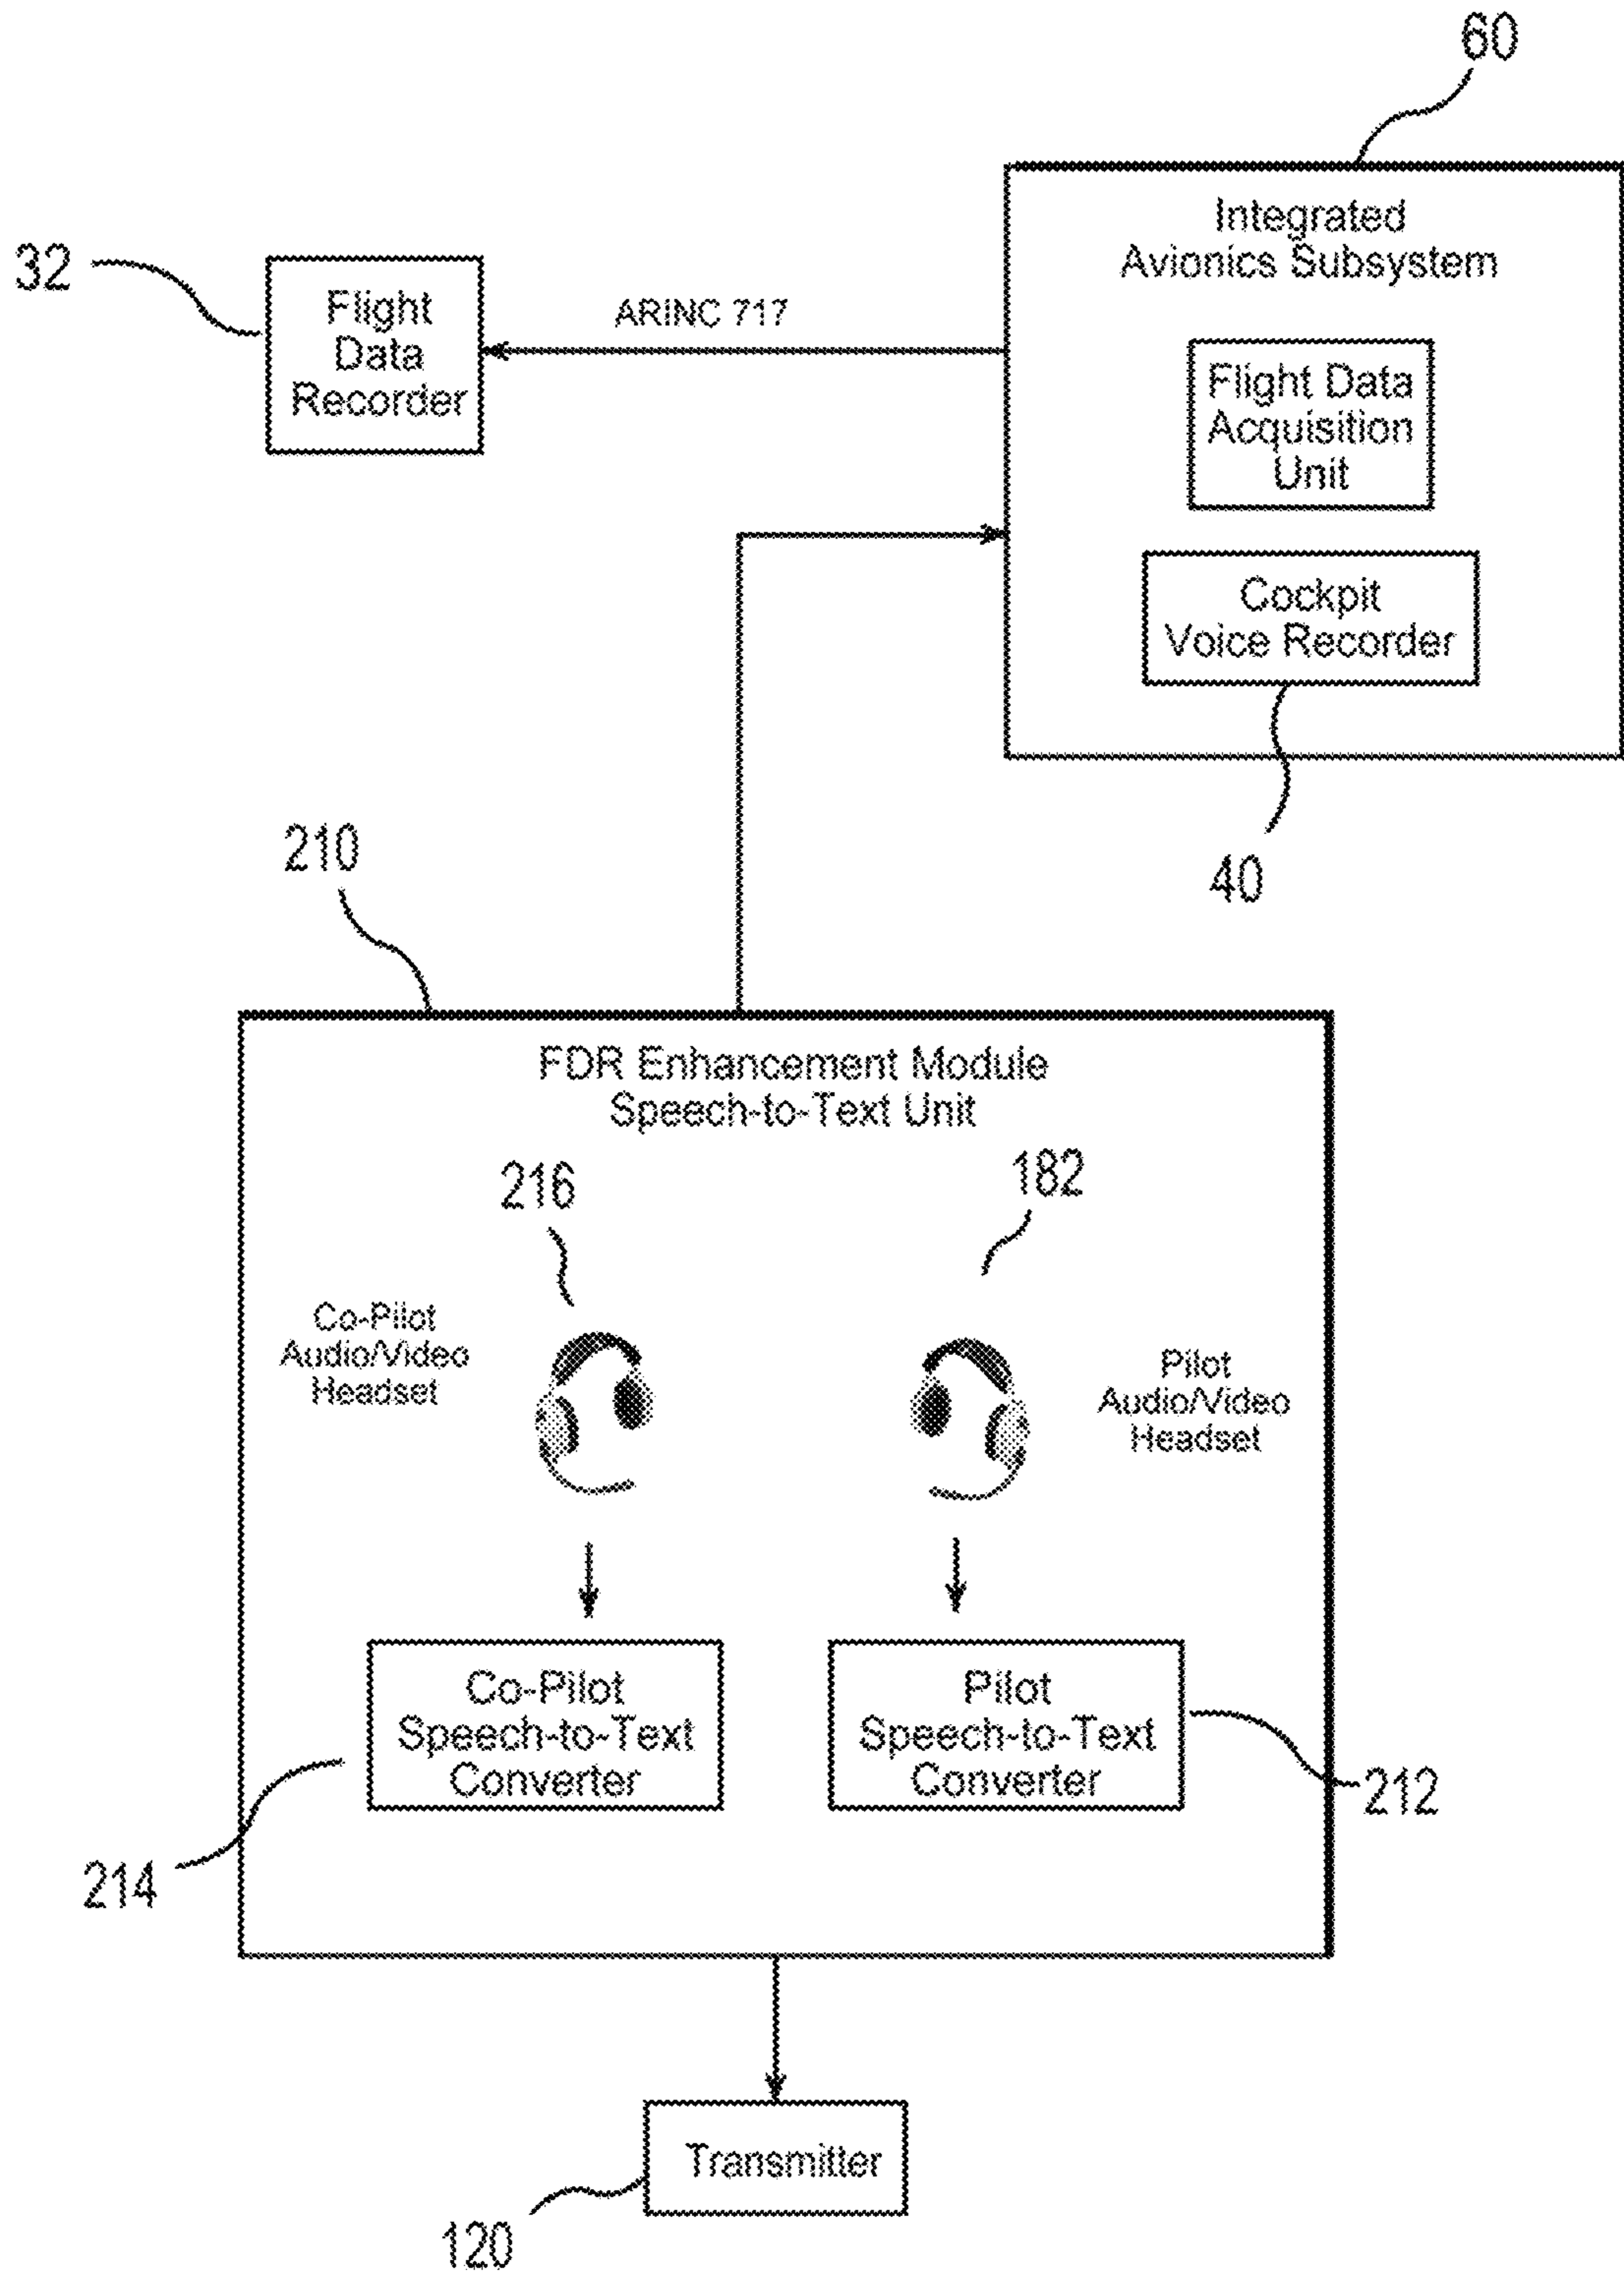 60
Integrated
Avionics Subsystem
32
Flight
Data
Recorder
ARINC 717
Flight Data
Acquisition
Unit
Cockpit
Voice Recorder
40
210
FDR Enhancement Module
Speech-to-Text Unit
216
182
Co-Pilot
Audio/Video
Headset
Pilot
Audio/Video
Headset
Co-Pilot
Speech-to-Text
Converter
Pilot
Speech-to-Text
Converter
212
214
Transmitter
120